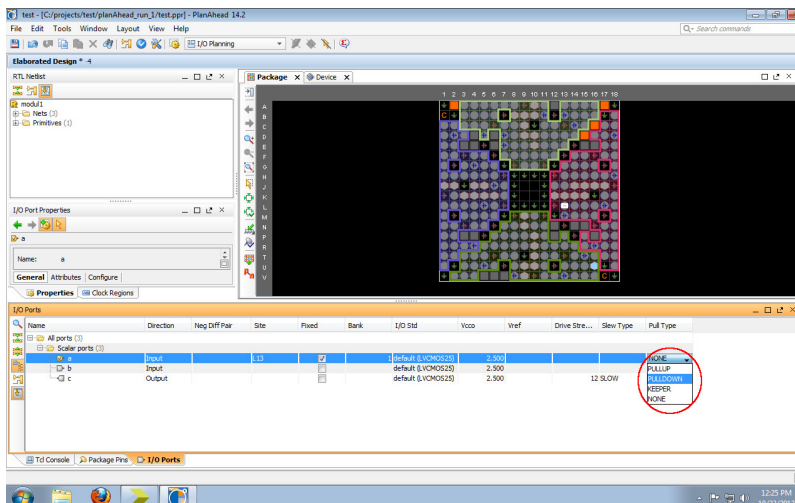 test - [C:/projects/test/planAhead_run_1/test.ppr] - PlanAhead 14.2
File Edit Tools Window Layout View Help
Search commands
I/O Planning
Elaborated Design * -4
RTL Netlist
modul1
Nets (3)
Primitives (1)
Package Device
1 2 3 4 5 6 7 8 9 10 11 12 13 14 15 16 17 18
A
B
C
D
E
F
G
H
J
K
L
M
N
P
R
T
U
V
C
C
I/O Port Properties
a
Name: a
General Attributes Configure
Properties Clock Regions
I/O Ports
Name Direction Neg Diff Pair Site Fixed Bank I/O Std Vcco Vref Drive Stre... Slew Type Pull Type
All ports (3)
Scalar ports (3)
a Input L13 1 default (LVCMOS25) 2.500 NONE
b Input default (LVCMOS25) 2.500 PULLUP
c Output default (LVCMOS25) 2.500 12 SLOW PULLDOWN
KEEPER
NONE
Tcl Console Package Pins I/O Ports
12:25 PM